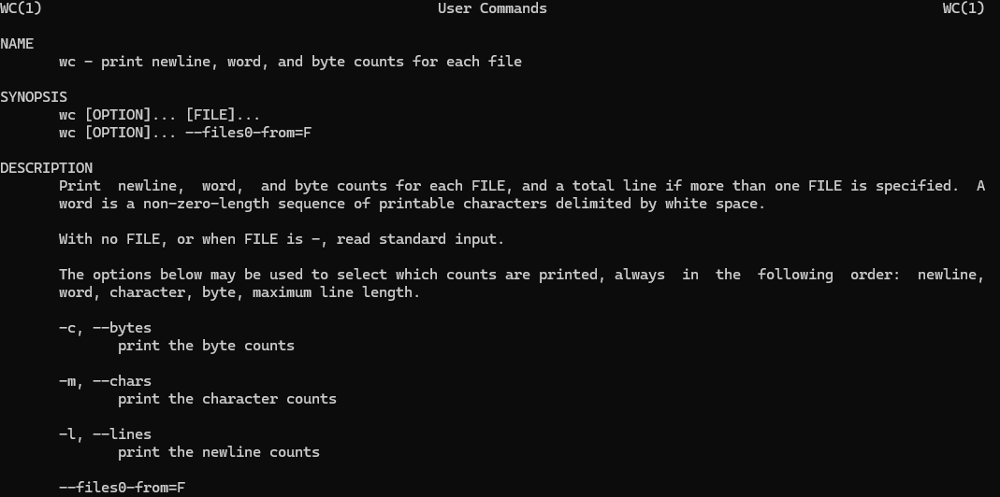 WC(1) User Commands WC(1)
NAME
wc - print newline, word, and byte counts for each file
SYNOPSIS
wc [OPTION]... [FILE]...
wc [OPTION]... --files0-from=F
DESCRIPTION
Print newline, word, and byte counts for each FILE, and a total line if more than one FILE is specified. A
word is a non-zero-length sequence of printable characters delimited by white space.
With no FILE, or when FILE is -, read standard input.
The options below may be used to select which counts are printed, always in the following order: newline,
word, character, byte, maximum line length.
-c, --bytes
print the byte counts
-m, --chars
print the character counts
-l, --lines
print the newline counts
--files0-from=F